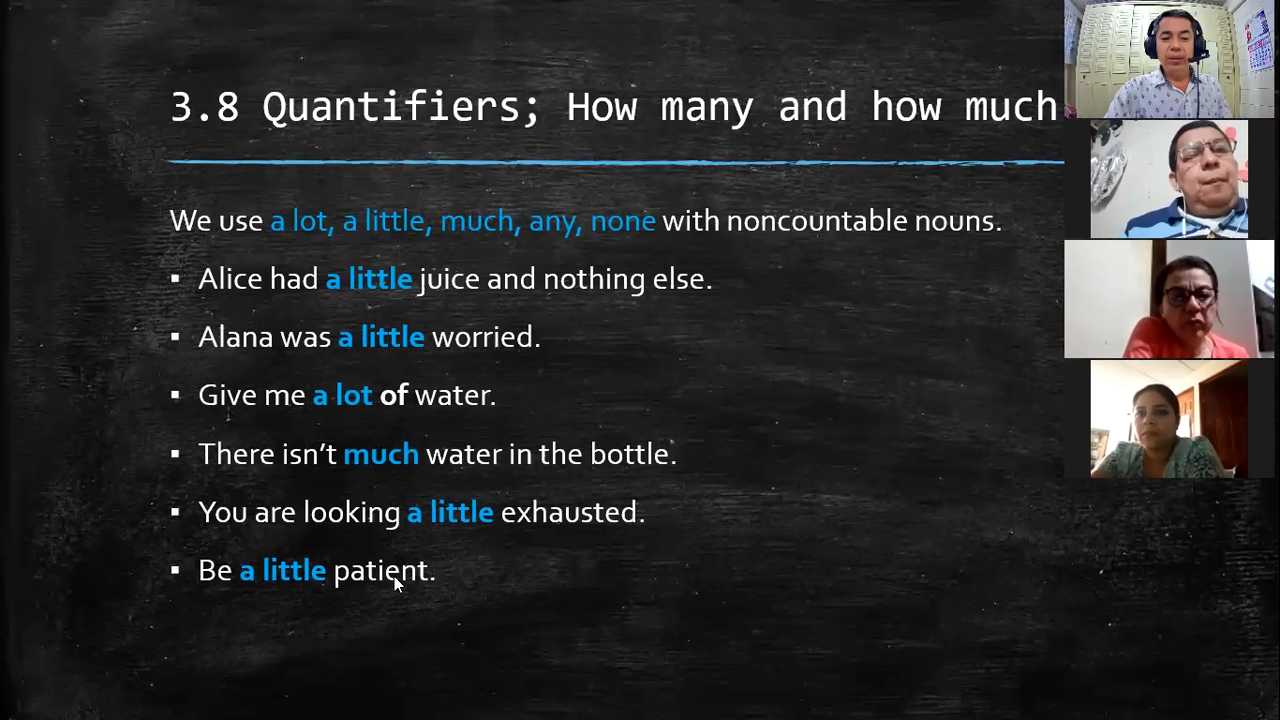 3.8 Quantifiers; How many and how much
We use a lot, a little, much, any, none with noncountable nouns.
▪ Alice had a little juice and nothing else.
▪ Alana was a little worried.
▪ Give me a lot of water.
▪ There isn’t much water in the bottle.
▪ You are looking a little exhausted.
▪ Be a little patient.